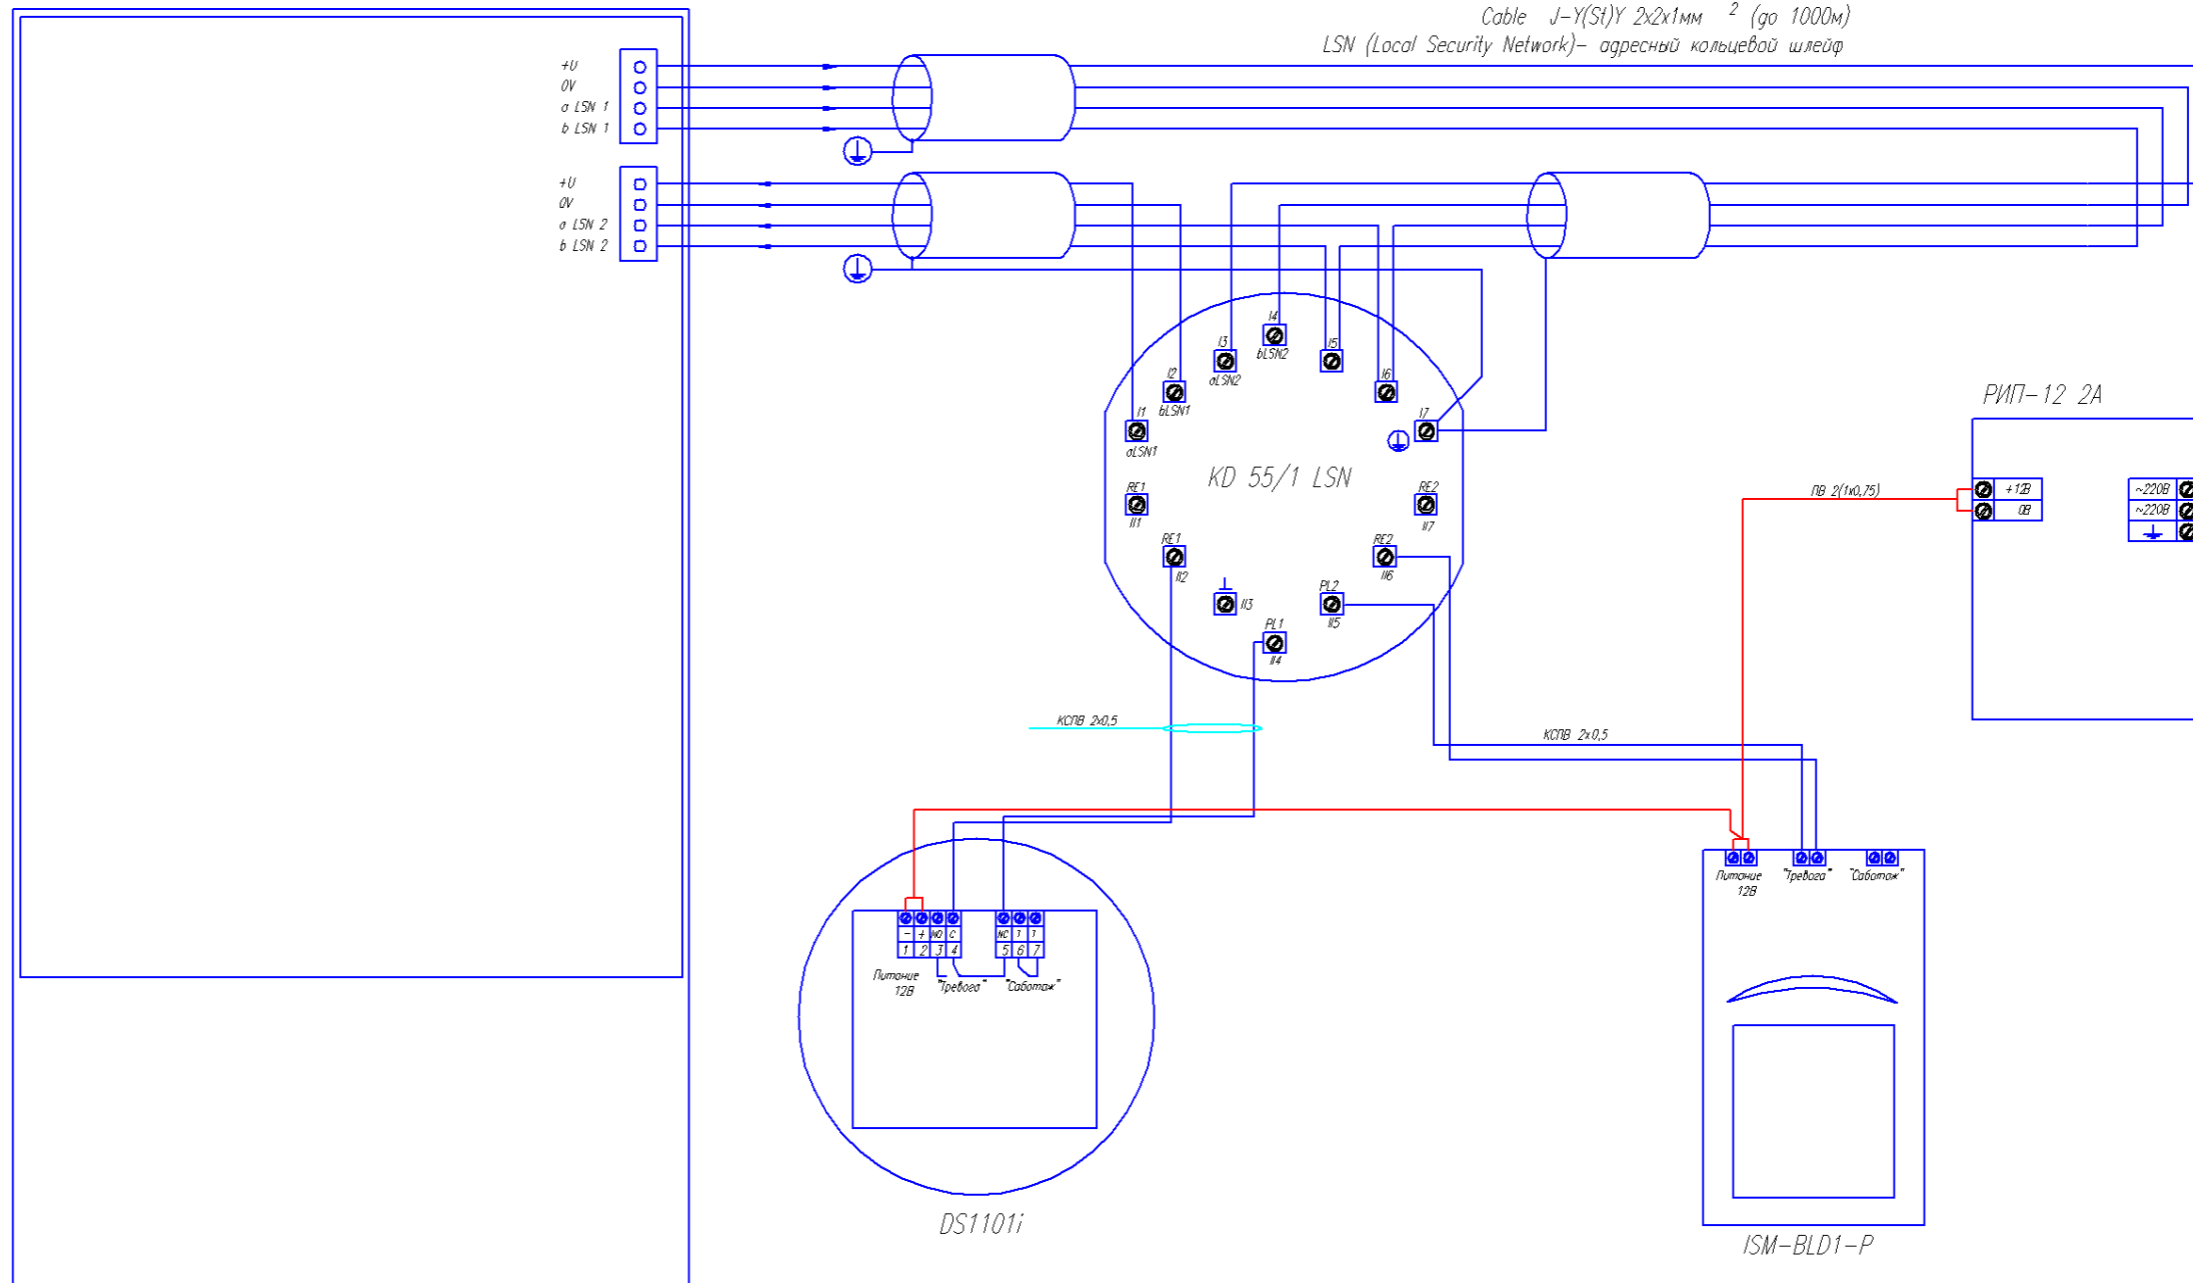 Cable J-Y(St)Y 2x2x1мм 2 (до 1000м)
LSN (Local Security Network)- адресный кольцевой шлейф
+U
0V
a LSN 1
b LSN 1
+U
0V
a LSN 2
b LSN 2
I4
bLSN2
I3
aLSN2
I5
I2
bLSN1
I6
I1
aLSN1
I7
KD 55/1 LSN
RE1
II1
RE2
II7
RE1
II2
RE2
II6
II3
PL2
II5
PL1
II4
РИП-12 2А
+12В
0В
~220В
~220В
ПВ 2(1x0,75)
КСПВ 2x0,5
КСПВ 2x0,5
- + NO C
1 2 3 4
NC T T
5 6 7
Питание
12В
"Тревога"
"Саботаж"
DS1101i
Питание
12В
"Тревога"
"Саботаж"
ISM-BLD1-P